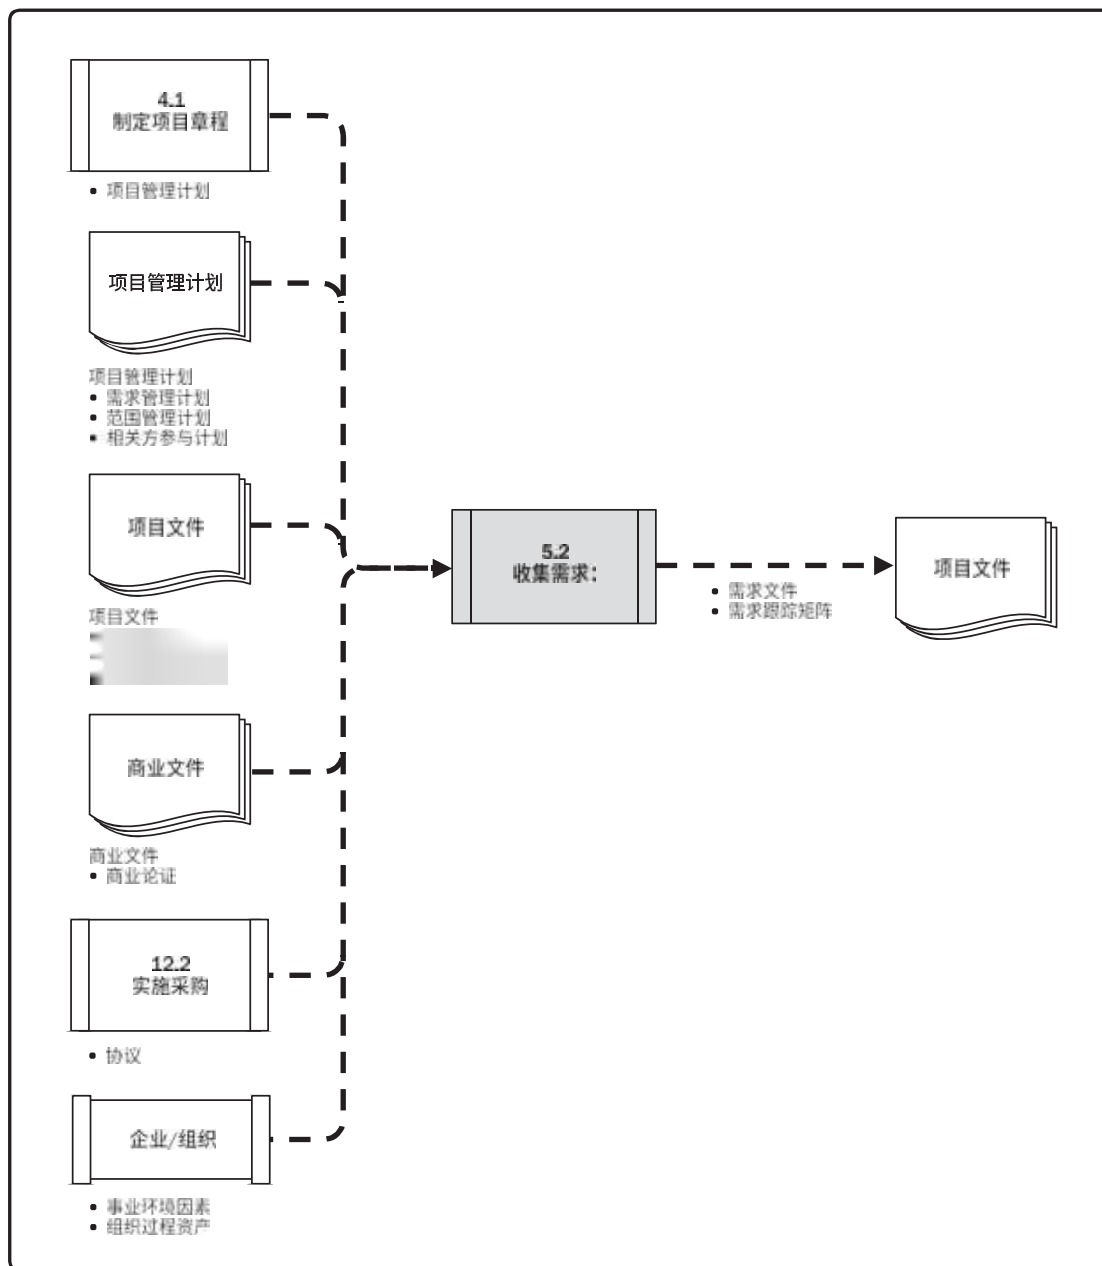 4.1
制定项目章程
• 项目管理计划
项目管理计划
项目管理计划
• 需求管理计划
• 范围管理计划
• 相关方参与计划
项目文件
项目文件
商业文件
商业文件
• 商业论证
12.2
实施采购
• 协议
企业/组织
• 事业环境因素
• 组织过程资产
5.2
收集需求：
• 需求文件
• 需求跟踪矩阵
项目文件